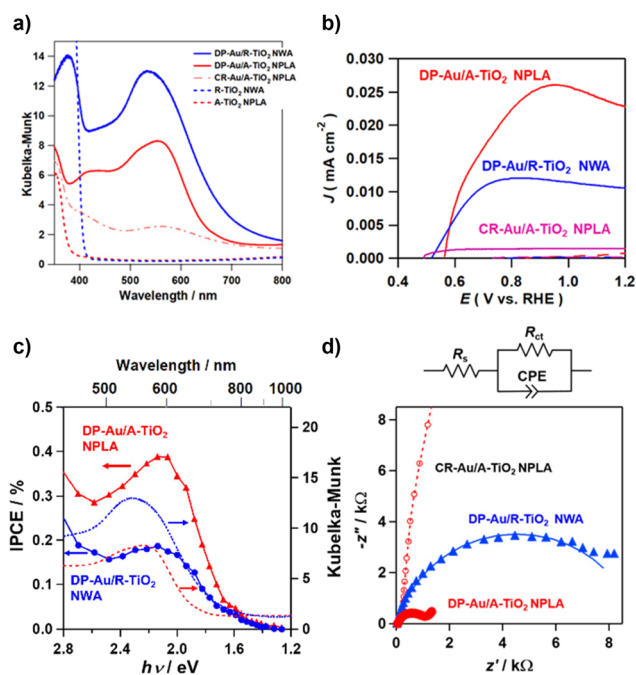 a)
14
12
10
8
6
4
2
0
Kubelka-Munk
DP-Au/R-TiO₂ NWA
DP-Au/A-TiO₂ NPLA
CR-Au/A-TiO₂ NPLA
R-TiO₂ NWA
A-TiO₂ NPLA
400 500 600 700 800
Wavelength / nm
b)
0.030
0.025
0.020
0.015
0.010
0.005
0.000
J ( mA cm⁻²)
DP-Au/A-TiO₂ NPLA
DP-Au/R-TiO₂ NWA
CR-Au/A-TiO₂ NPLA
0.4 0.6 0.8 1.0 1.2
E ( V vs. RHE)
c)
Wavelength / nm
500 600 700 800 1000
0.5
0.4
0.3
0.2
0.1
0.0
IPCE / %
DP-Au/A-TiO₂
NPLA
DP-Au/R-TiO₂
NWA
20
15
10
5
0
Kubelka-Munk
2.8 2.4 2.0 1.6 1.2
hν / eV
d)
Rs
Rct
CPE
8
6
4
2
0
-z″ / kΩ
CR-Au/A-TiO₂ NPLA
DP-Au/R-TiO₂ NWA
DP-Au/A-TiO₂ NPLA
0 2 4 6 8
z′ / kΩ